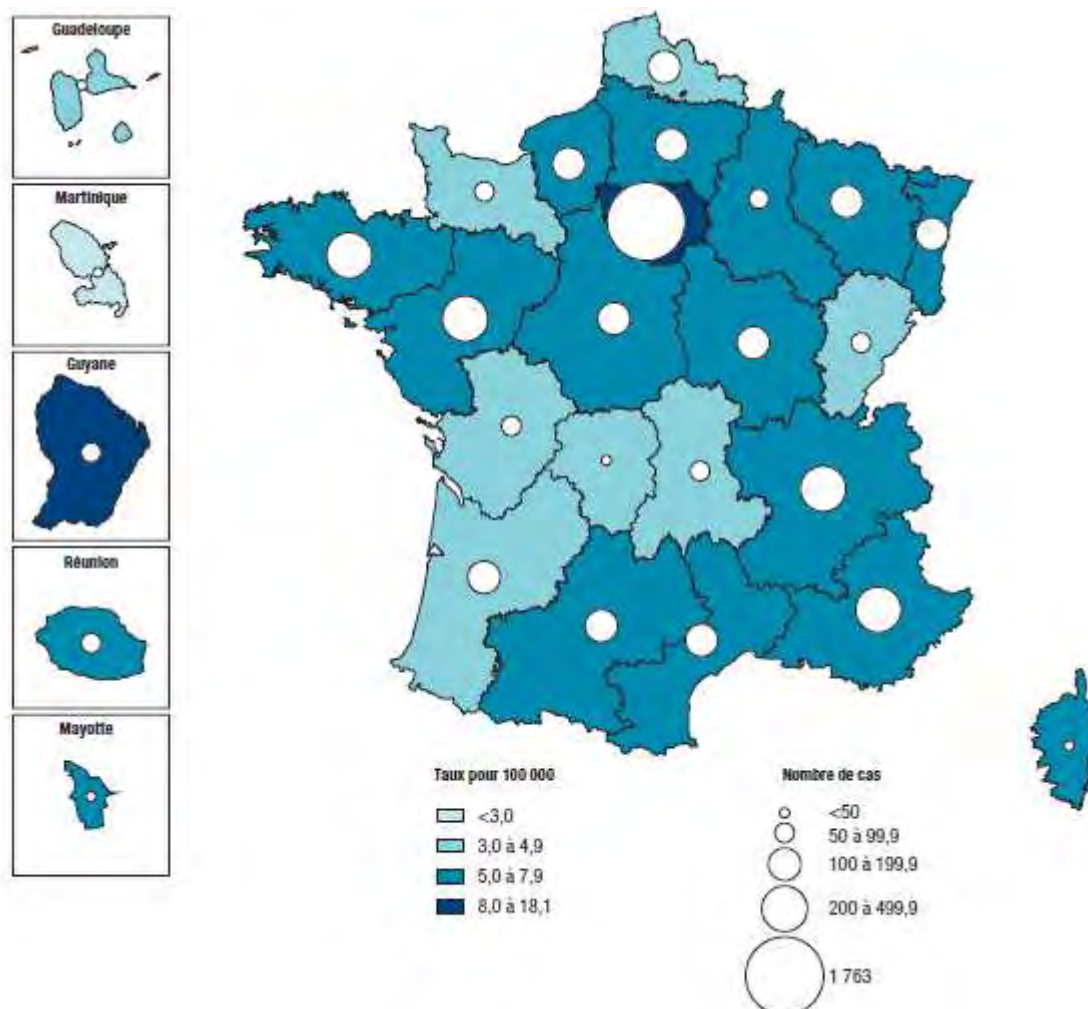 Guadeloupe
Martinique
Guyane
Réunion
Mayotte
Taux pour 100 000
<3,0
3,0 à 4,9
5,0 à 7,9
8,0 à 18,1
Nombre de cas
<50
50 à 99,9
100 à 199,9
200 à 499,9
1 763